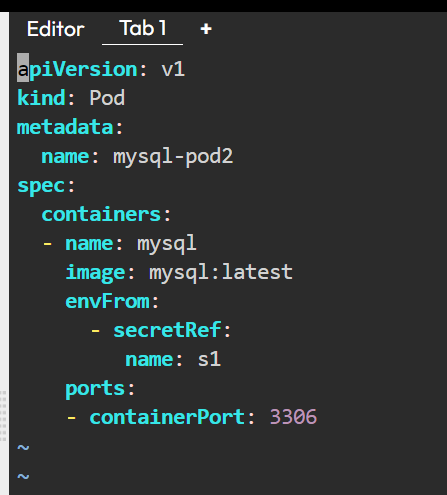 Editor Tab 1 +
apiVersion: v1
kind: Pod
metadata:
  name: mysql-pod2
spec:
  containers:
  - name: mysql
    image: mysql:latest
    envFrom:
      - secretRef:
         name: s1
    ports:
    - containerPort: 3306
~
~